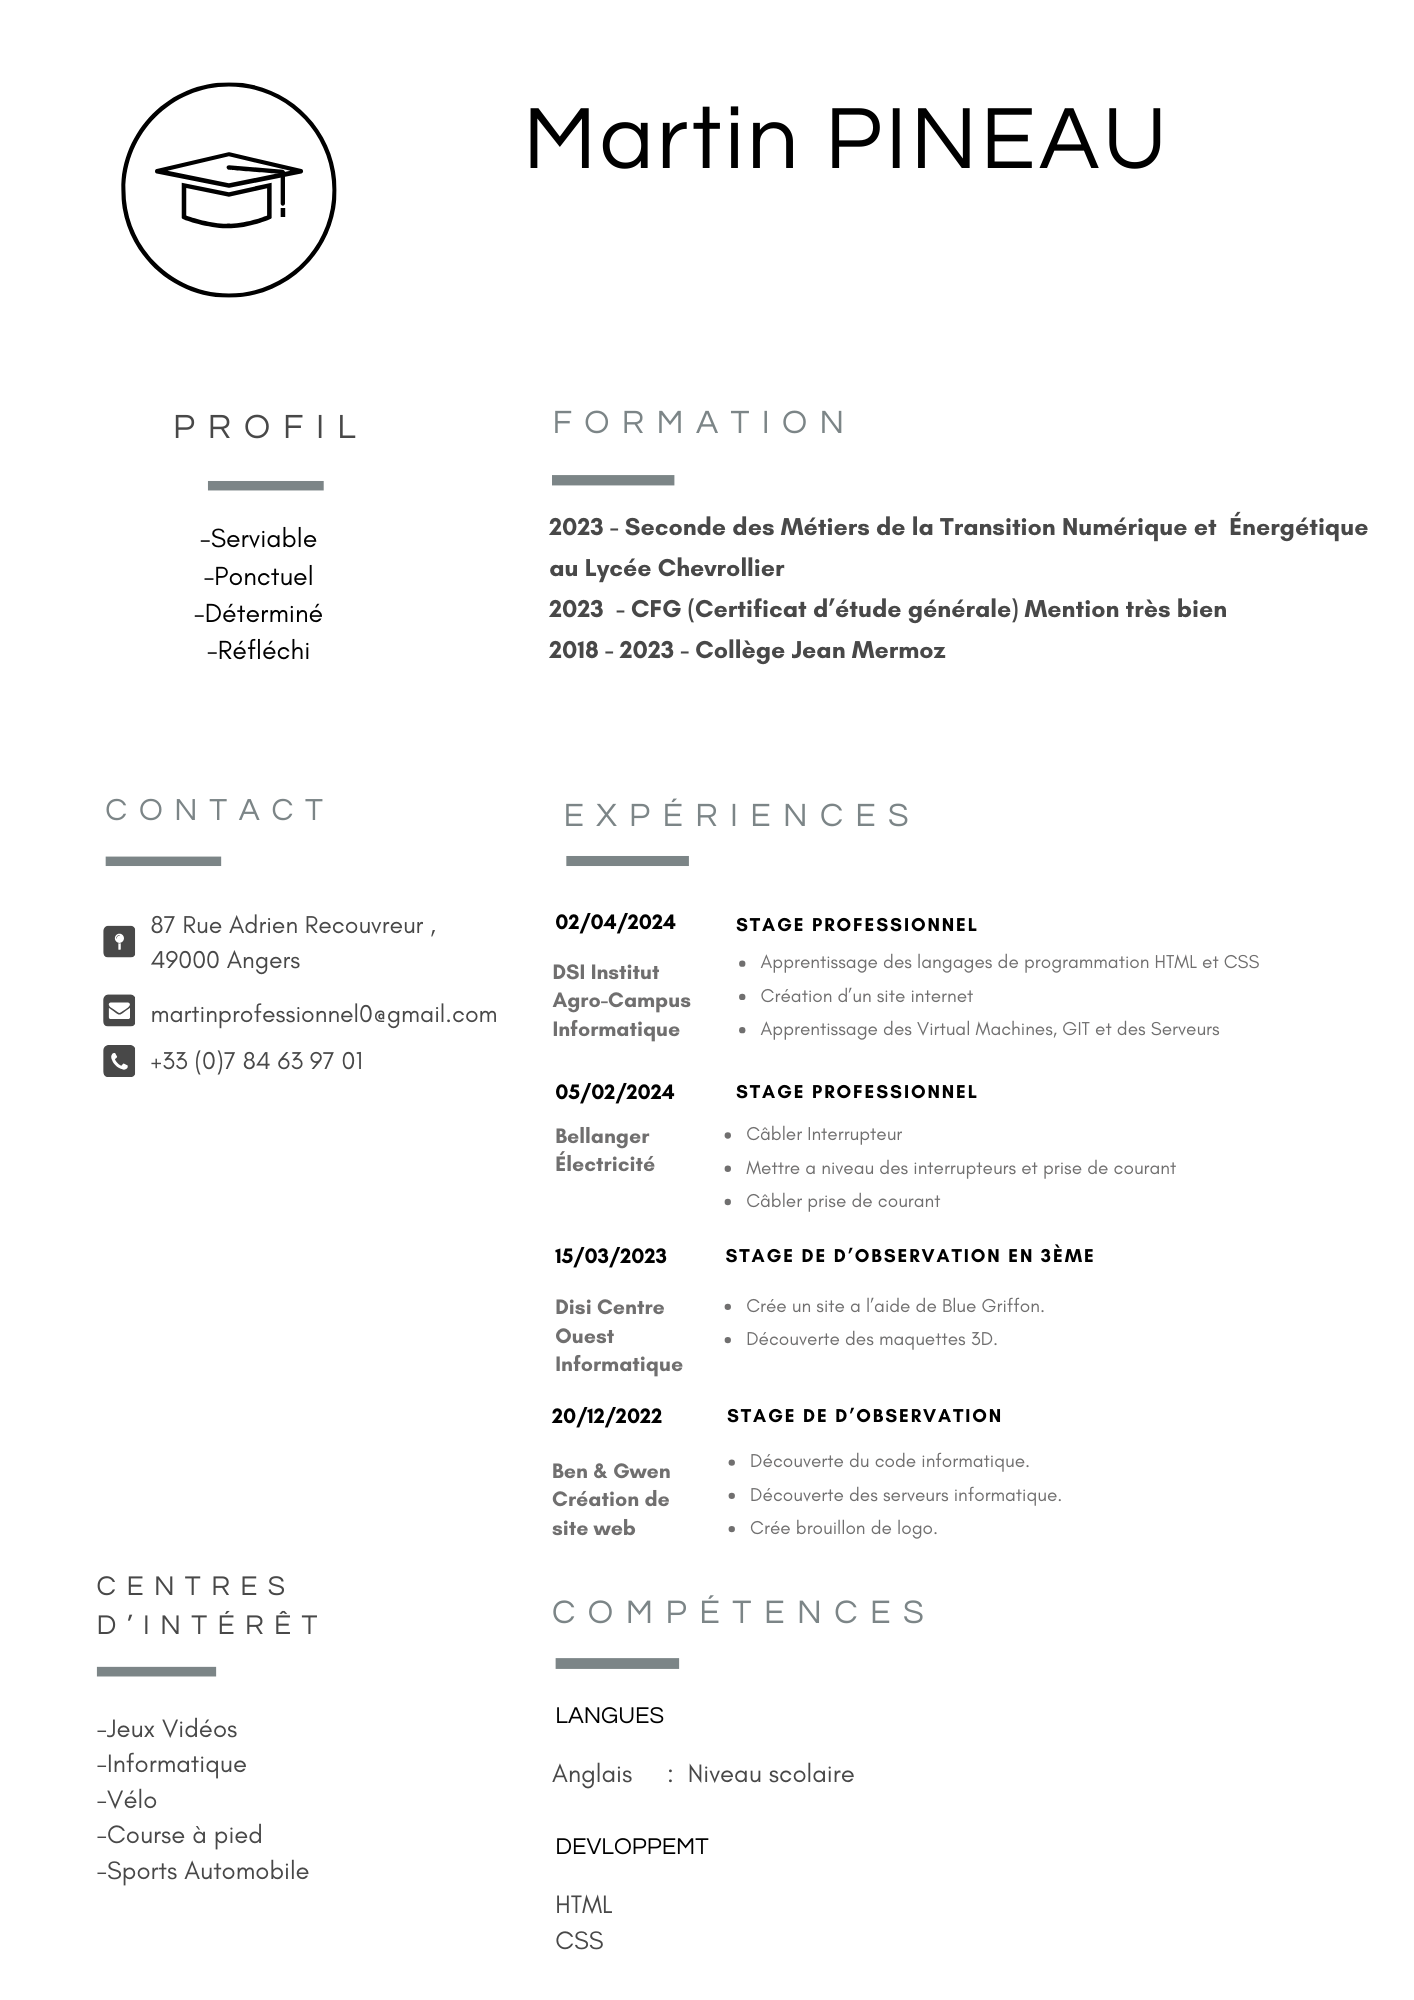 Martin PINEAU
PROFIL
-Serviable
-Ponctuel
-Déterminé
-Réfléchi
FORMATION
2023 - Seconde des Métiers de la Transition Numérique et  Énergétique
au Lycée Chevrollier
2023  - CFG (Certificat d’étude générale) Mention très bien
2018 - 2023 - Collège Jean Mermoz
CONTACT
87 Rue Adrien Recouvreur ,
49000 Angers
martinprofessionnel0@gmail.com
+33 (0)7 84 63 97 01
EXPÉRIENCES
02/04/2024
DSI Institut
Agro-Campus
Informatique
STAGE PROFESSIONNEL
• Apprentissage des langages de programmation HTML et CSS
• Création d’un site internet
• Apprentissage des Virtual Machines, GIT et des Serveurs
05/02/2024
Bellanger
Électricité
STAGE PROFESSIONNEL
• Câbler Interrupteur
• Mettre a niveau des interrupteurs et prise de courant
• Câbler prise de courant
15/03/2023
Disi Centre
Ouest
Informatique
STAGE DE D’OBSERVATION EN 3ÈME
• Crée un site a l’aide de Blue Griffon.
• Découverte des maquettes 3D.
20/12/2022
Ben & Gwen
Création de
site web
STAGE DE D’OBSERVATION
• Découverte du code informatique.
• Découverte des serveurs informatique.
• Crée brouillon de logo.
CENTRES
D’INTÉRÊT
-Jeux Vidéos
-Informatique
-Vélo
-Course à pied
-Sports Automobile
COMPÉTENCES
LANGUES
Anglais : Niveau scolaire
DEVLOPPEMT
HTML
CSS